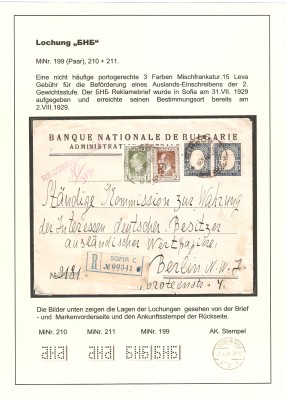 Lochung „БНБ"
MiNr. 199 (Paar), 210 + 211.
Eine nicht häufige portogerechte 3 Farben Mischfrankatur.15 Leva
Gebühr für die Beförderung eines Auslands-Einschreibens der 2.
Gewichtsstufe. Der БНБ Reklamebrief wurde in Sofia am 31.VII. 1929
aufgegeben und erreichte seinen Bestimmungsort bereits am
2.VIII.1929.
BANQUE NATIONALE DE BULGARIE
ADMINISTRATION CENTRALE
Ständige Kommission zur Wahrung
der Interessen deutscher Besitzer
ausländischer Wertpapiere
SOFIA C
R
№ 00341
Berlin N.W.7
Dorotheenstr. 4
Die Bilder unten zeigen die Lagen der Lochungen gesehen von der Brief
- und Markenvorderseite und den Ankunftsstempel der Rückseite.
MiNr. 210 MiNr. 211 MiNr. 199 AK. Stempel